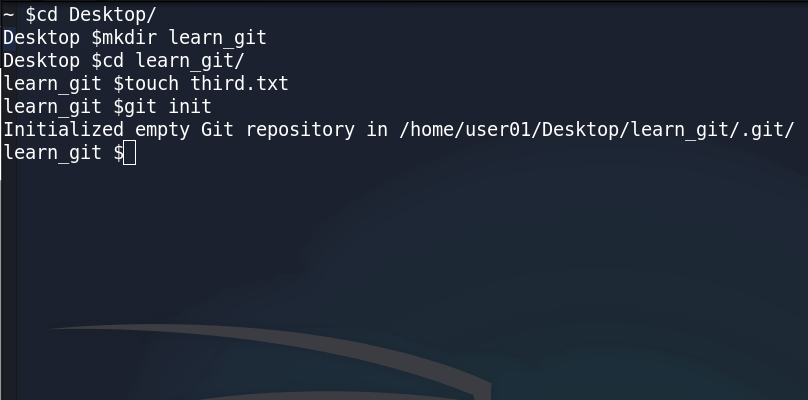 ~ $cd Desktop/
Desktop $mkdir learn_git
Desktop $cd learn_git/
learn_git $touch third.txt
learn_git $git init
Initialized empty Git repository in /home/user01/Desktop/learn_git/.git/
learn_git $